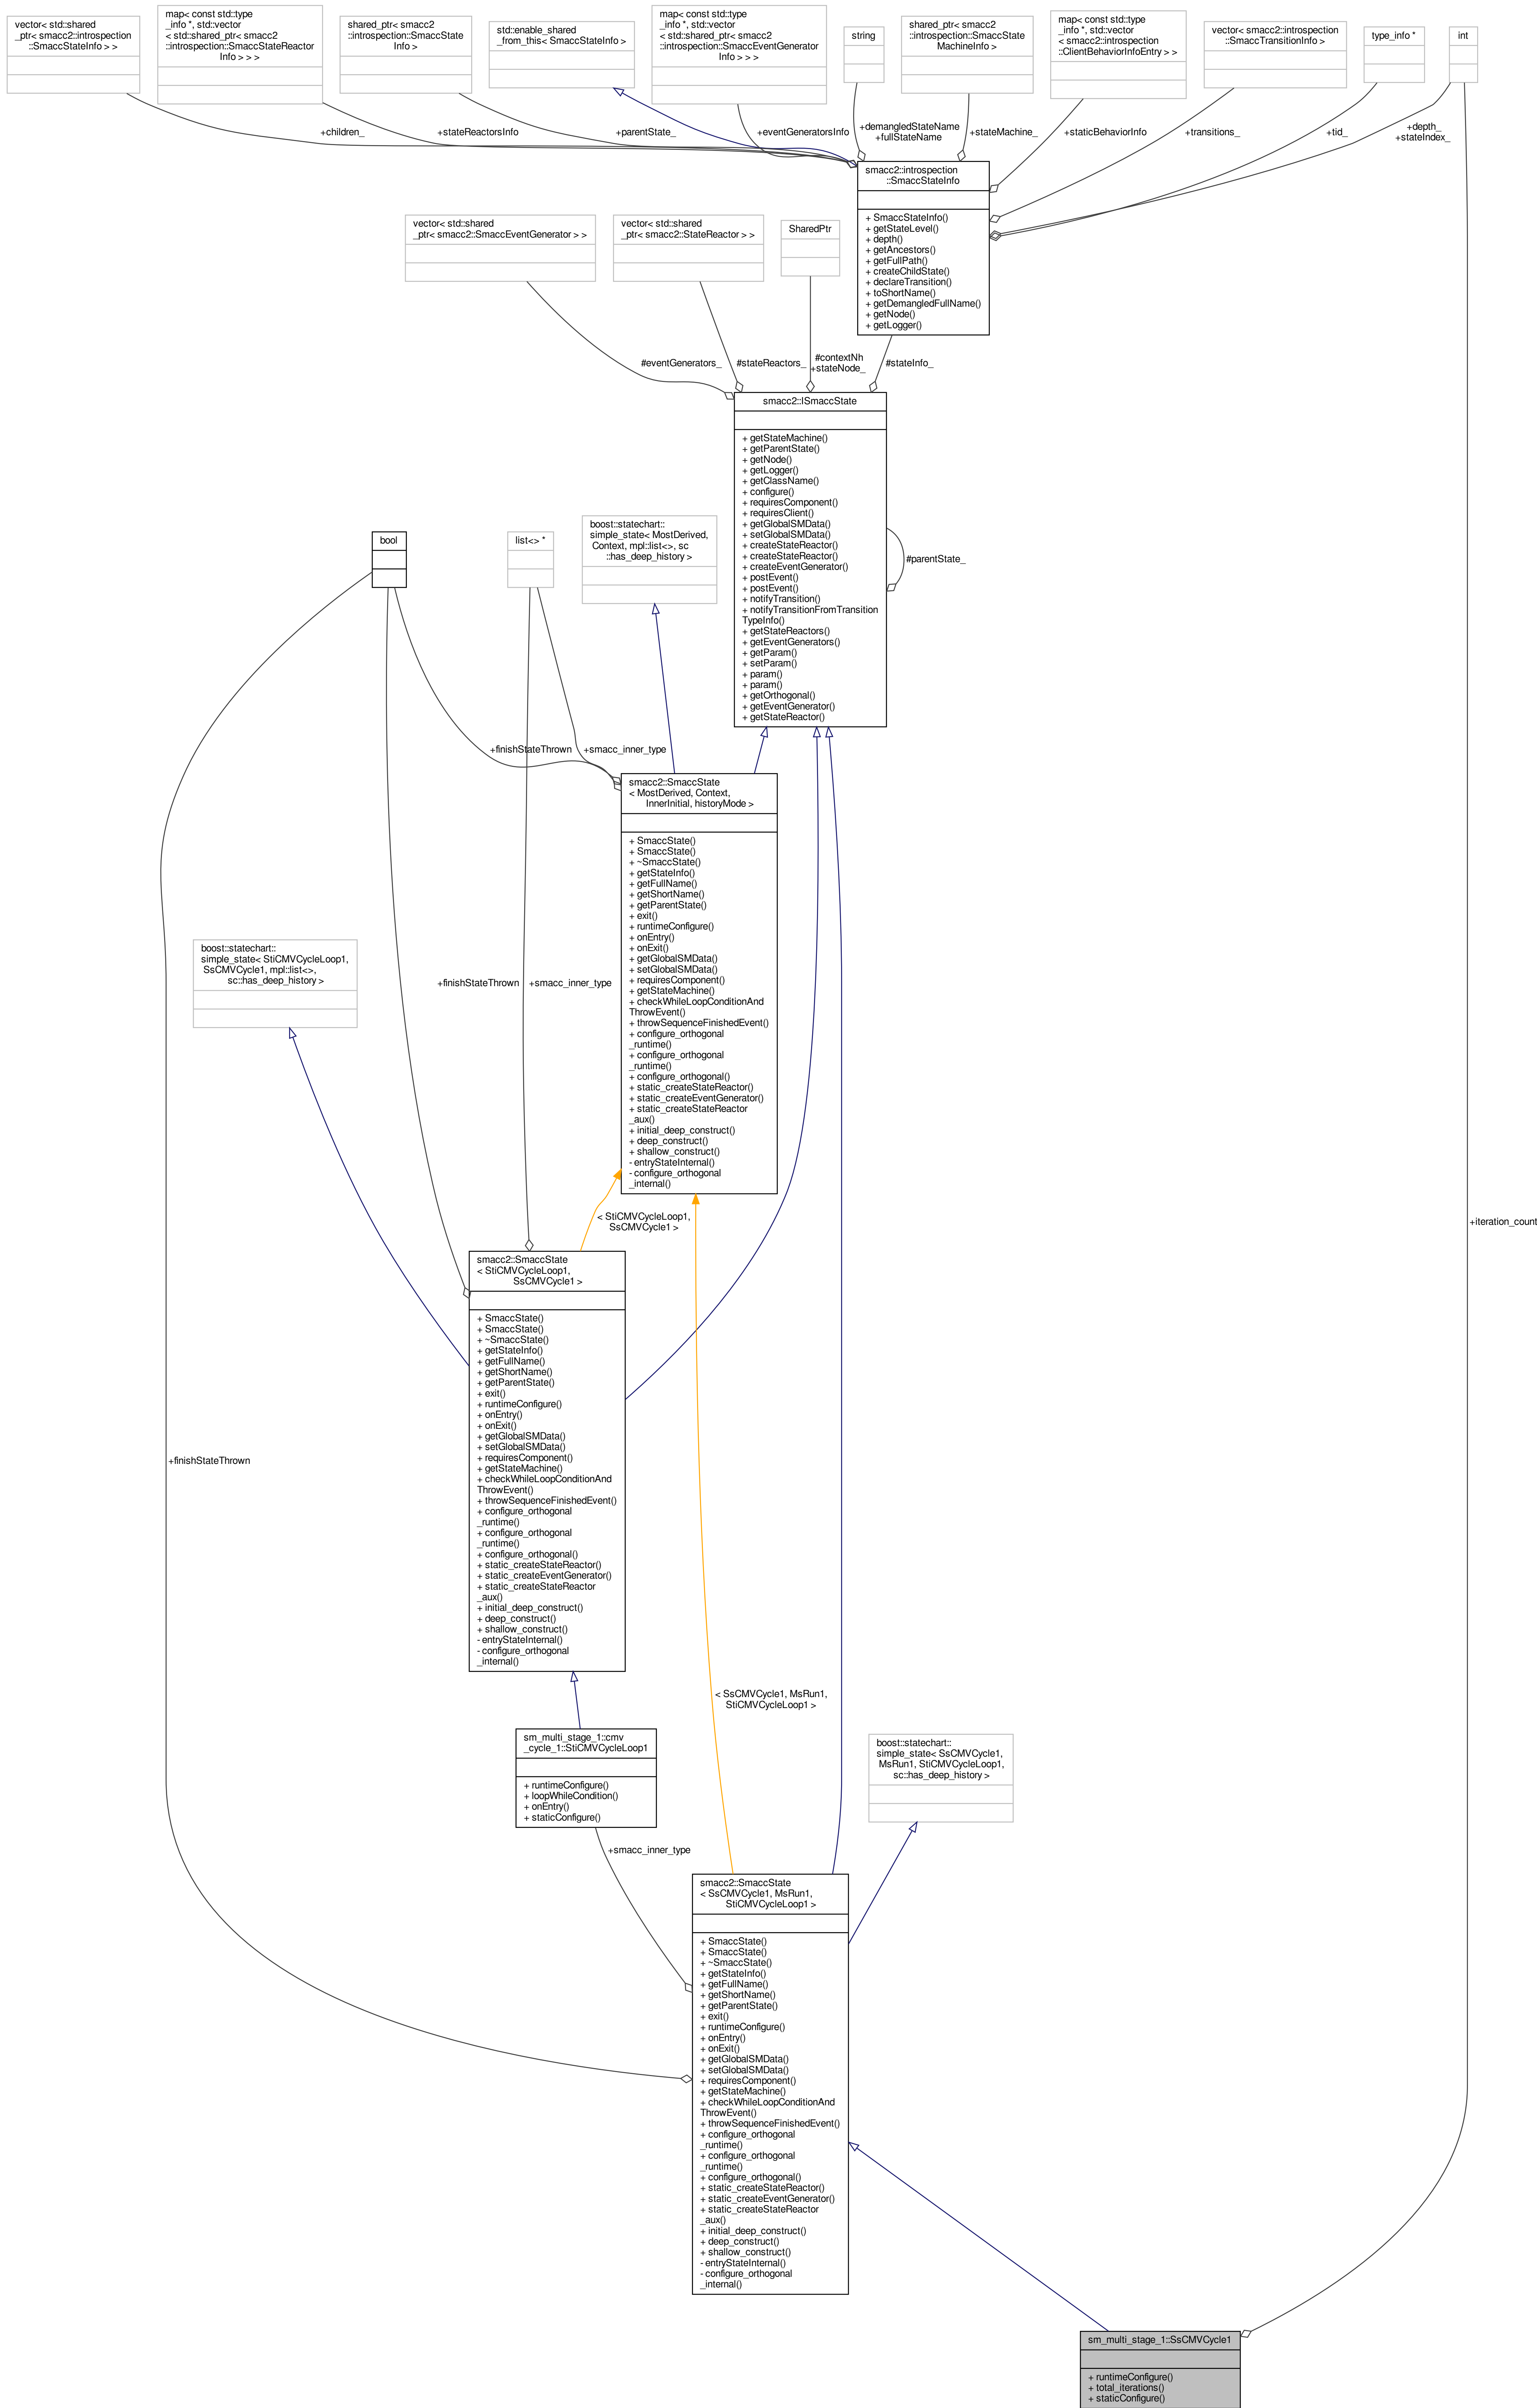 vector< std::shared
_ptr< smacc2::introspection
::SmaccStateInfo > >
map< const std::type
_info *, std::vector
< std::shared_ptr< smacc2
::introspection::SmaccStateReactor
Info > > >
shared_ptr< smacc2
::introspection::SmaccState
Info >
std::enable_shared
_from_this< SmaccStateInfo >
map< const std::type
_info *, std::vector
< std::shared_ptr< smacc2
::introspection::SmaccEventGenerator
Info > > >
string
shared_ptr< smacc2
::introspection::SmaccState
MachineInfo >
map< const std::type
_info *, std::vector
< smacc2::introspection
::ClientBehaviorInfoEntry > >
vector< smacc2::introspection
::SmaccTransitionInfo >
type_info *
int
+children_
+stateReactorsInfo
+parentState_
+eventGeneratorsInfo
+demangledStateName
+fullStateName
+stateMachine_
+staticBehaviorInfo
+transitions_
+tid_
+depth_
+stateIndex_
smacc2::introspection
::SmaccStateInfo
+ SmaccStateInfo()
+ getStateLevel()
+ depth()
+ getAncestors()
+ getFullPath()
+ createChildState()
+ declareTransition()
+ toShortName()
+ getDemangledFullName()
+ getNode()
+ getLogger()
vector< std::shared
_ptr< smacc2::SmaccEventGenerator > >
vector< std::shared
_ptr< smacc2::StateReactor > >
SharedPtr
#eventGenerators_
#stateReactors_
#contextNh
+stateNode_
#stateInfo_
smacc2::ISmaccState
+ getStateMachine()
+ getParentState()
+ getNode()
+ getLogger()
+ getClassName()
+ configure()
+ requiresComponent()
+ requiresClient()
+ getGlobalSMData()
+ setGlobalSMData()
+ createStateReactor()
+ createStateReactor()
+ createEventGenerator()
+ postEvent()
+ postEvent()
+ notifyTransition()
+ notifyTransitionFromTransition
TypeInfo()
+ getStateReactors()
+ getEventGenerators()
+ getParam()
+ setParam()
+ param()
+ param()
+ getOrthogonal()
+ getEventGenerator()
+ getStateReactor()
#parentState_
bool
list<> *
boost::statechart::
simple_state< MostDerived,
Context, mpl::list<>, sc
::has_deep_history >
+finishStateThrown
+smacc_inner_type
smacc2::SmaccState
< MostDerived, Context,
InnerInitial, historyMode >
+ SmaccState()
+ SmaccState()
+ ~SmaccState()
+ getStateInfo()
+ getFullName()
+ getShortName()
+ getParentState()
+ exit()
+ runtimeConfigure()
+ onEntry()
+ onExit()
+ getGlobalSMData()
+ setGlobalSMData()
+ requiresComponent()
+ getStateMachine()
+ checkWhileLoopConditionAnd
ThrowEvent()
+ throwSequenceFinishedEvent()
+ configure_orthogonal
_runtime()
+ configure_orthogonal
_runtime()
+ configure_orthogonal()
+ static_createStateReactor()
+ static_createEventGenerator()
+ static_createStateReactor
_aux()
+ initial_deep_construct()
+ deep_construct()
+ shallow_construct()
- entryStateInternal()
- configure_orthogonal
_internal()
boost::statechart::
simple_state< StiCMVCycleLoop1,
SsCMVCycle1, mpl::list<>,
sc::has_deep_history >
+finishStateThrown
+smacc_inner_type
< StiCMVCycleLoop1,
SsCMVCycle1 >
+iteration_count
smacc2::SmaccState
< StiCMVCycleLoop1,
SsCMVCycle1 >
+ SmaccState()
+ SmaccState()
+ ~SmaccState()
+ getStateInfo()
+ getFullName()
+ getShortName()
+ getParentState()
+ exit()
+ runtimeConfigure()
+ onEntry()
+ onExit()
+ getGlobalSMData()
+ setGlobalSMData()
+ requiresComponent()
+ getStateMachine()
+ checkWhileLoopConditionAnd
ThrowEvent()
+ throwSequenceFinishedEvent()
+ configure_orthogonal
_runtime()
+ configure_orthogonal
_runtime()
+ configure_orthogonal()
+ static_createStateReactor()
+ static_createEventGenerator()
+ static_createStateReactor
_aux()
+ initial_deep_construct()
+ deep_construct()
+ shallow_construct()
- entryStateInternal()
- configure_orthogonal
_internal()
+finishStateThrown
< SsCMVCycle1, MsRun1,
StiCMVCycleLoop1 >
sm_multi_stage_1::cmv
_cycle_1::StiCMVCycleLoop1
+ runtimeConfigure()
+ loopWhileCondition()
+ onEntry()
+ staticConfigure()
boost::statechart::
simple_state< SsCMVCycle1,
MsRun1, StiCMVCycleLoop1,
sc::has_deep_history >
+smacc_inner_type
smacc2::SmaccState
< SsCMVCycle1, MsRun1,
StiCMVCycleLoop1 >
+ SmaccState()
+ SmaccState()
+ ~SmaccState()
+ getStateInfo()
+ getFullName()
+ getShortName()
+ getParentState()
+ exit()
+ runtimeConfigure()
+ onEntry()
+ onExit()
+ getGlobalSMData()
+ setGlobalSMData()
+ requiresComponent()
+ getStateMachine()
+ checkWhileLoopConditionAnd
ThrowEvent()
+ throwSequenceFinishedEvent()
+ configure_orthogonal
_runtime()
+ configure_orthogonal
_runtime()
+ configure_orthogonal()
+ static_createStateReactor()
+ static_createEventGenerator()
+ static_createStateReactor
_aux()
+ initial_deep_construct()
+ deep_construct()
+ shallow_construct()
- entryStateInternal()
- configure_orthogonal
_internal()
sm_multi_stage_1::SsCMVCycle1
+ runtimeConfigure()
+ total_iterations()
+ staticConfigure()